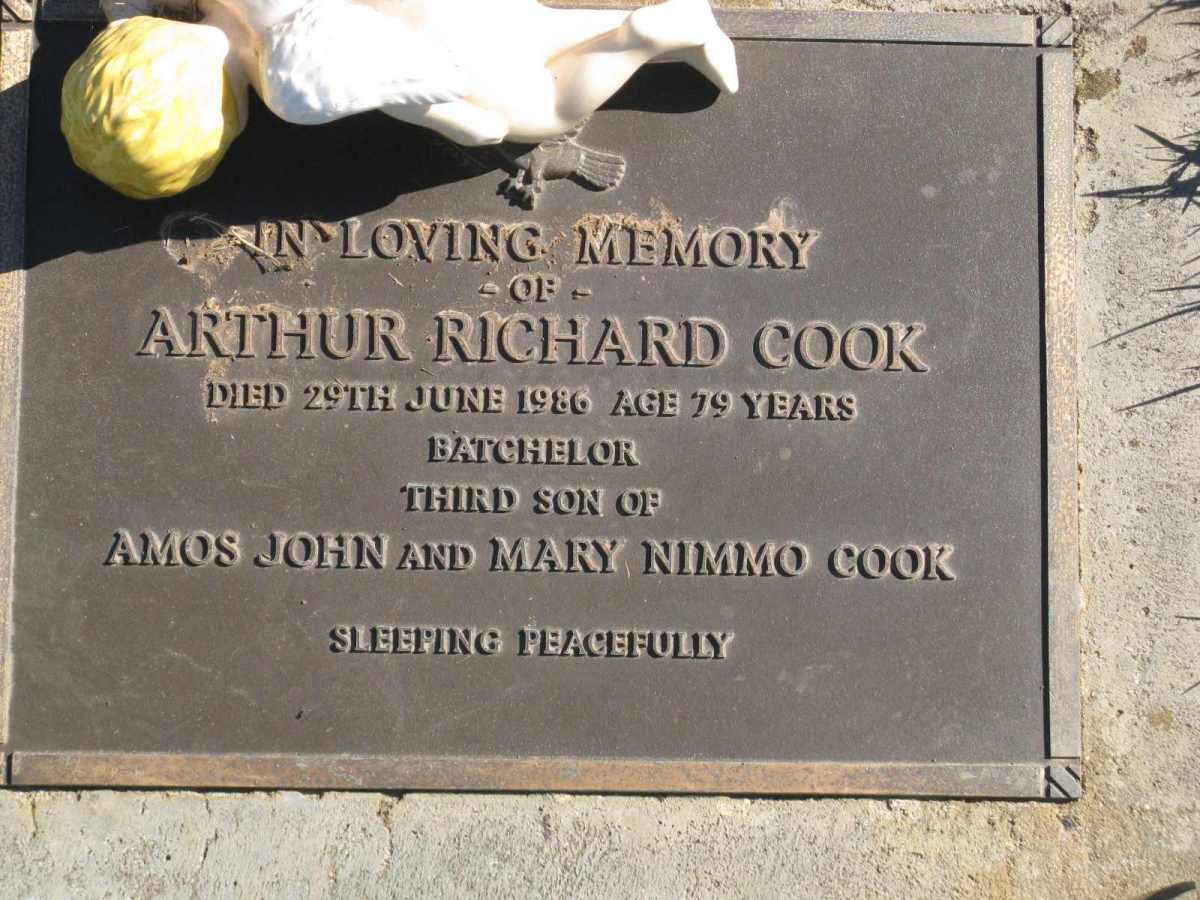 IN LOVING MEMORY
- OF -
ARTHUR RICHARD COOK
DIED 29TH JUNE 1986 AGE 79 YEARS
BATCHELOR
THIRD SON OF
AMOS JOHN AND MARY NIMMO COOK
SLEEPING PEACEFULLY